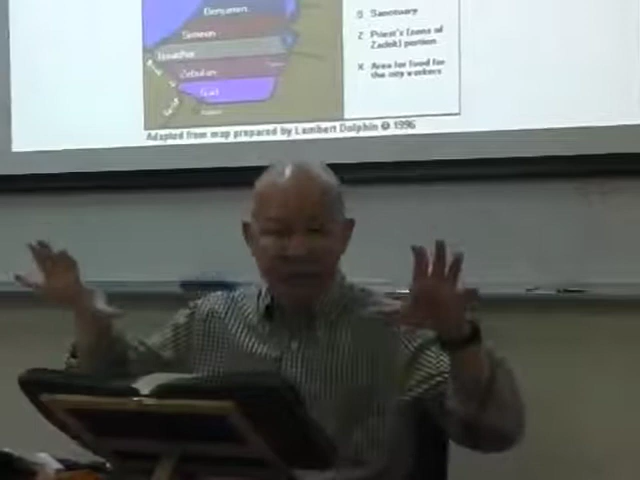 Benjamin
Simeon
Issachar
Zebulun
Gad
S Sanctuary
Z Priest's (sons of
Zadok) portion
X Area for food for
the city workers
Adapted from map prepared by Lambert Dolphin © 1996